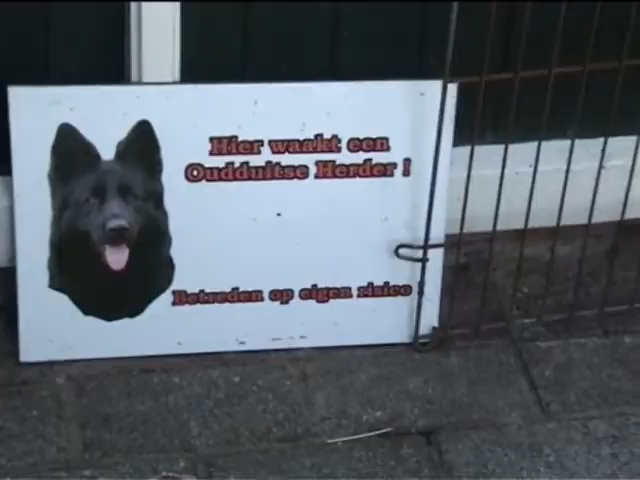 Hier waakt een
Oudduitse Herder !
Betreden op eigen risico !